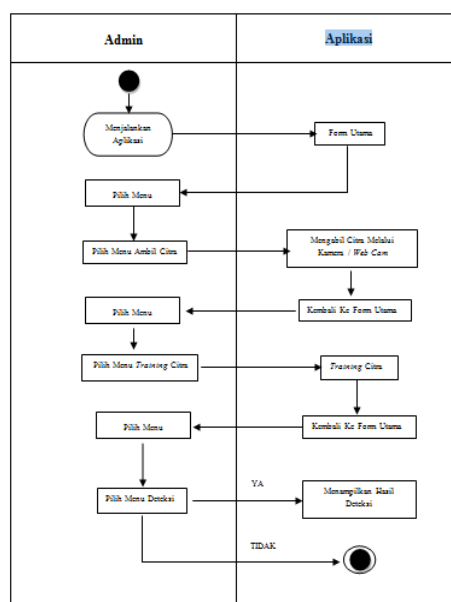 Admin
Aplikasi
Menjalankan
Aplikasi
Form Utama
Pilih Menu
Pilih Menu Ambil Citra
Mengabil Citra Melalui
Kamera / Web Cam
Pilih Menu
Kembali Ke Form Utama
Pilih Menu Training Citra
Training Citra
Pilih Menu
Kembali Ke Form Utama
Pilih Menu Deteksi
YA
Menampilkan Hasil
Deteksi
TIDAK